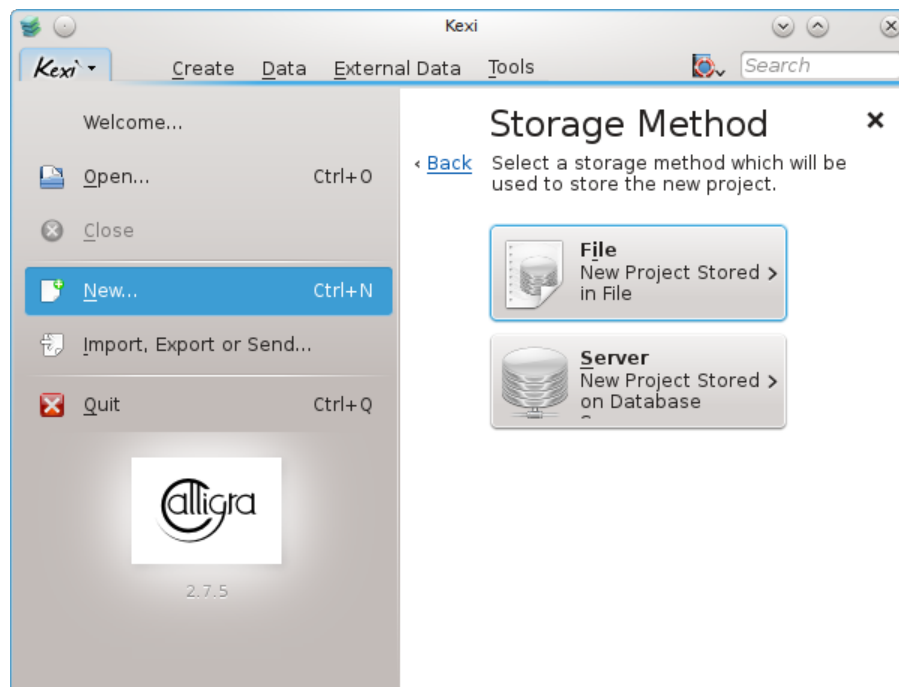 Kexi
Kexi
Create Data External Data Tools Search
Welcome...
Open... Ctrl+O
Close
New... Ctrl+N
Import, Export or Send...
Quit Ctrl+Q
Calligra
2.7.5
Storage Method
‹ Back
Select a storage method which will be
used to store the new project.
File
New Project Stored
in File
Server
New Project Stored
on Database